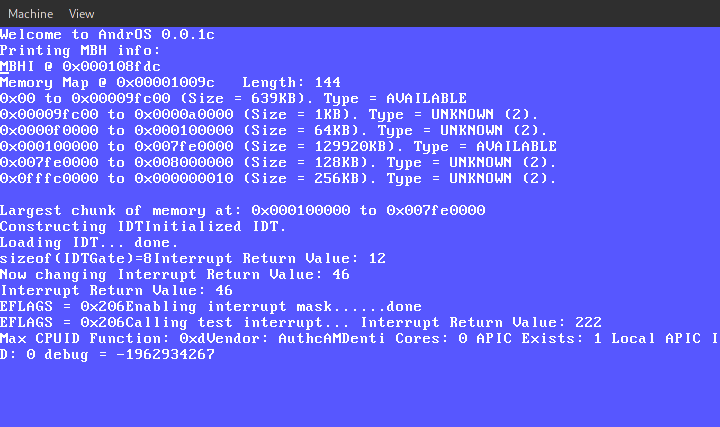 Machine View
Welcome to AndrOS 0.0.1c
Printing MBH info:
MBHI @ 0x000108fdc
Memory Map @ 0x00001009c   Length: 144
0x00 to 0x00009fc00 (Size = 639KB). Type = AVAILABLE
0x00009fc00 to 0x0000a0000 (Size = 1KB). Type = UNKNOWN (2).
0x0000f0000 to 0x000100000 (Size = 64KB). Type = UNKNOWN (2).
0x000100000 to 0x007fe0000 (Size = 129920KB). Type = AVAILABLE
0x007fe0000 to 0x008000000 (Size = 128KB). Type = UNKNOWN (2).
0x0fffc0000 to 0x000000010 (Size = 256KB). Type = UNKNOWN (2).
Largest chunk of memory at: 0x000100000 to 0x007fe0000
Constructing IDTInitialized IDT.
Loading IDT... done.
sizeof(IDTGate)=8Interrupt Return Value: 12
Now changing Interrupt Return Value: 46
Interrupt Return Value: 46
EFLAGS = 0x206Enabling interrupt mask......done
EFLAGS = 0x206Calling test interrupt... Interrupt Return Value: 222
Max CPUID Function: 0xdVendor: AuthcAMDenti Cores: 0 APIC Exists: 1 Local APIC I
D: 0 debug = -1962934267